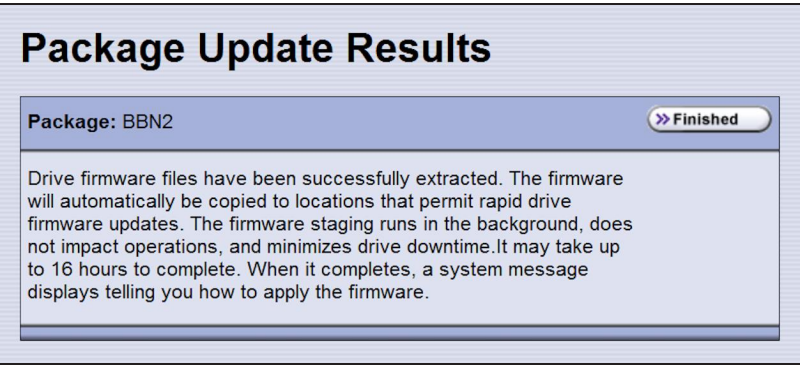 Package Update Results
Package: BBN2
Finished
Drive firmware files have been successfully extracted. The firmware
will automatically be copied to locations that permit rapid drive
firmware updates. The firmware staging runs in the background, does
not impact operations, and minimizes drive downtime.It may take up
to 16 hours to complete. When it completes, a system message
displays telling you how to apply the firmware.